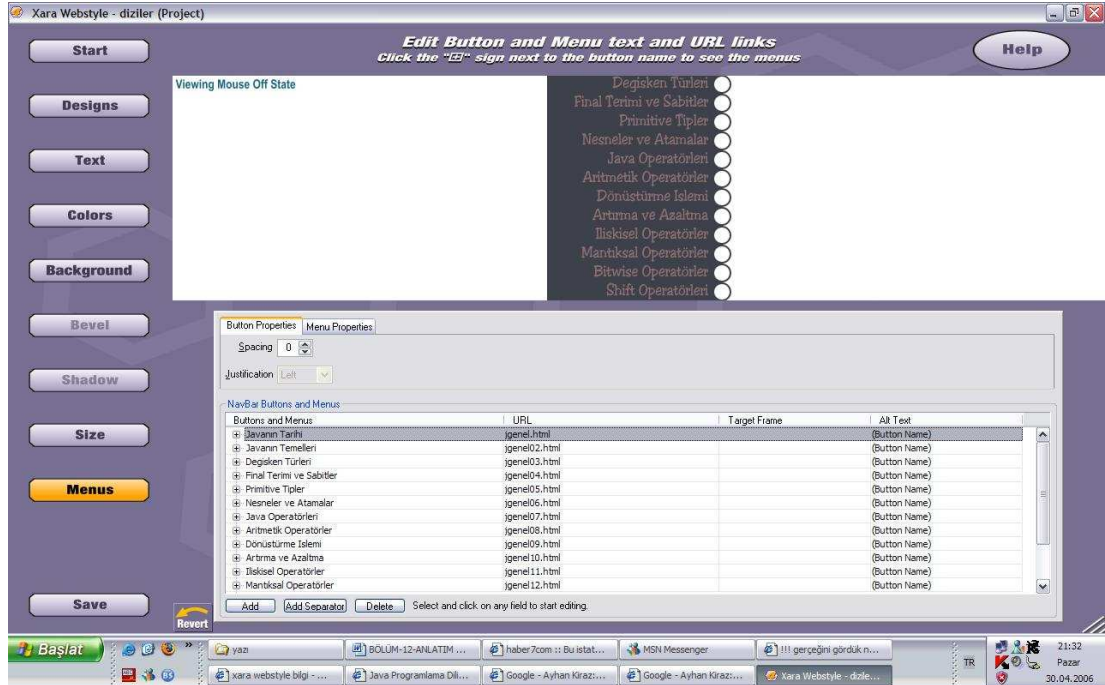 Xara Webstyle - diziler (Project)
Start
Edit Button and Menu text and URL links
Click the "⊞" sign next to the button name to see the menus
Help
Designs
Text
Colors
Background
Bevel
Shadow
Size
Menus
Save
Revert
Viewing Mouse Off State
Degisken Türleri
Final Terimi ve Sabitler
Primitive Tipler
Nesneler ve Atamalar
Java Operatörleri
Aritmetik Operatörler
Dönüstürme Islemi
Artırma ve Azaltma
Iliskisel Operatörler
Mantıksal Operatörler
Bitwise Operatörler
Shift Operatörleri
Button Properties Menu Properties
Spacing 0
Justification Left
NavBar Buttons and Menus
Buttons and Menus URL Target Frame Alt Text
Javanın Tarihi jgenel.html (Button Name)
Javanın Temelleri jgenel02.html (Button Name)
Degisken Türleri jgenel03.html (Button Name)
Final Terimi ve Sabitler jgenel04.html (Button Name)
Primitive Tipler jgenel05.html (Button Name)
Nesneler ve Atamalar jgenel06.html (Button Name)
Java Operatörleri jgenel07.html (Button Name)
Aritmetik Operatörler jgenel08.html (Button Name)
Dönüstürme Islemi jgenel09.html (Button Name)
Artırma ve Azaltma jgenel10.html (Button Name)
Iliskisel Operatörler jgenel11.html (Button Name)
Mantıksal Operatörler jgenel12.html (Button Name)
Add Add Separator Delete Select and click on any field to start editing.
Başlat » yazı BÖLÜM-12-ANLATIM ... haber7com :: Bu istat... MSN Messenger !!! gerçeğini gördük n... 21:32
TR Pazar
xara webstyle bilgi - ... Java Programlama Dili... Google - Ayhan Kiraz:... Google - Ayhan Kiraz:... Xara Webstyle - dizile... 30.04.2006